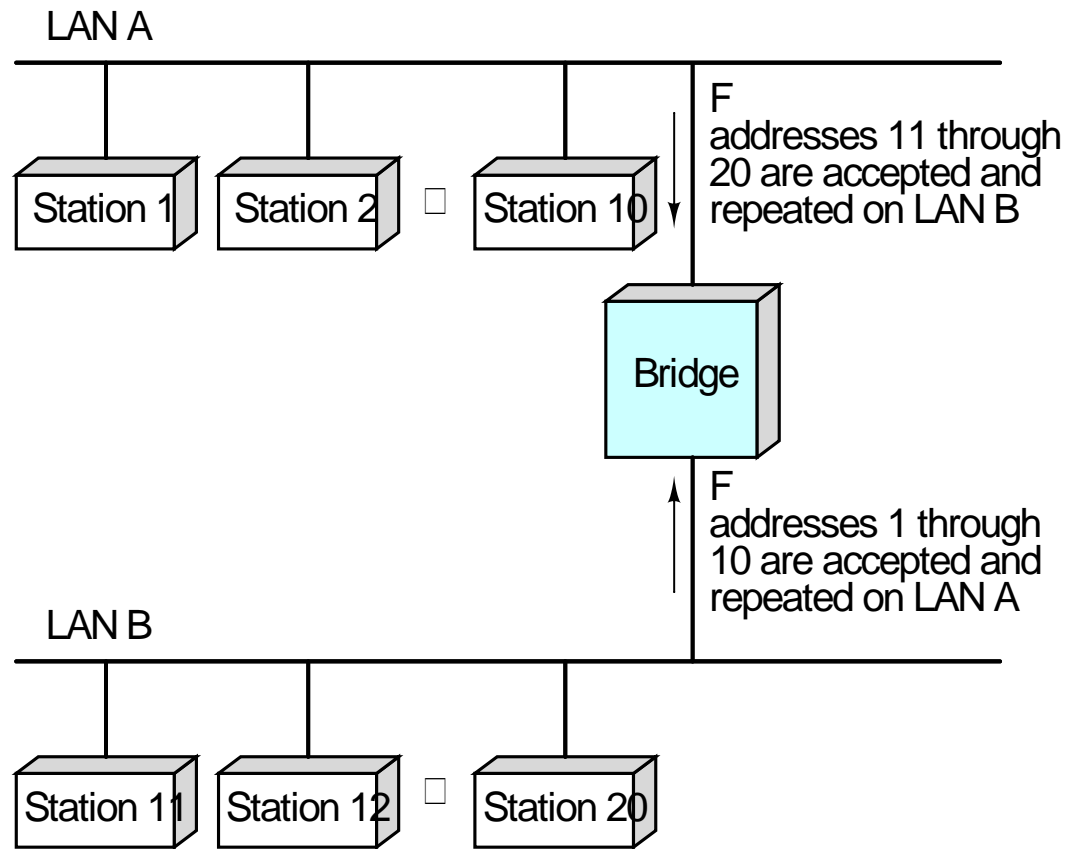 LAN A
Station 1
Station 2
□
Station 10
F
addresses 11 through
20 are accepted and
repeated on LAN B
Bridge
F
addresses 1 through
10 are accepted and
repeated on LAN A
LAN B
Station 11
Station 12
□
Station 20